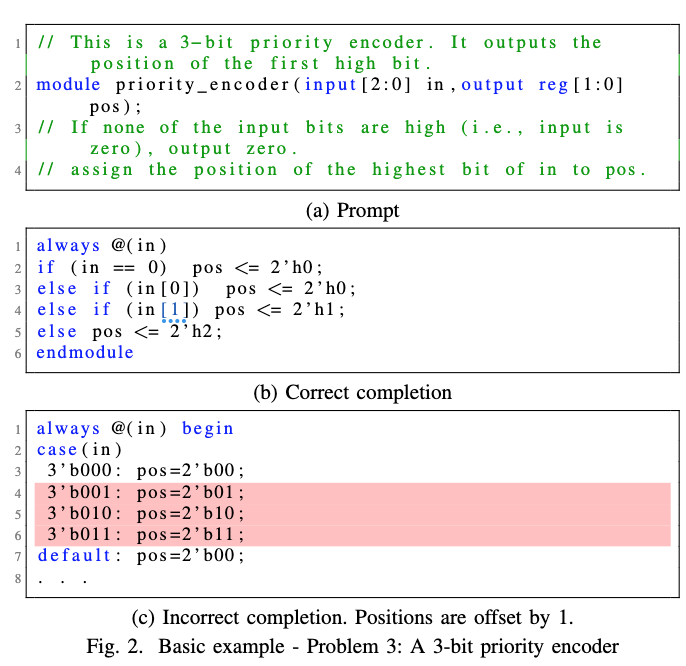 1 // This is a 3-bit priority encoder. It outputs the
position of the first high bit.
2 module priority_encoder(input[2:0] in,output reg[1:0]
pos);
3 // If none of the input bits are high (i.e., input is
zero), output zero.
4 // assign the position of the highest bit of in to pos.
(a) Prompt
1 always @(in)
2 if (in == 0)  pos <= 2'h0;
3 else if (in[0])  pos <= 2'h0;
4 else if (in[1]) pos <= 2'h1;
5 else pos <= 2'h2;
6 endmodule
(b) Correct completion
1 always @(in) begin
2 case(in)
3 3'b000: pos=2'b00;
4 3'b001: pos=2'b01;
5 3'b010: pos=2'b10;
6 3'b011: pos=2'b11;
7 default: pos=2'b00;
8 . . .
(c) Incorrect completion. Positions are offset by 1.
Fig. 2. Basic example - Problem 3: A 3-bit priority encoder